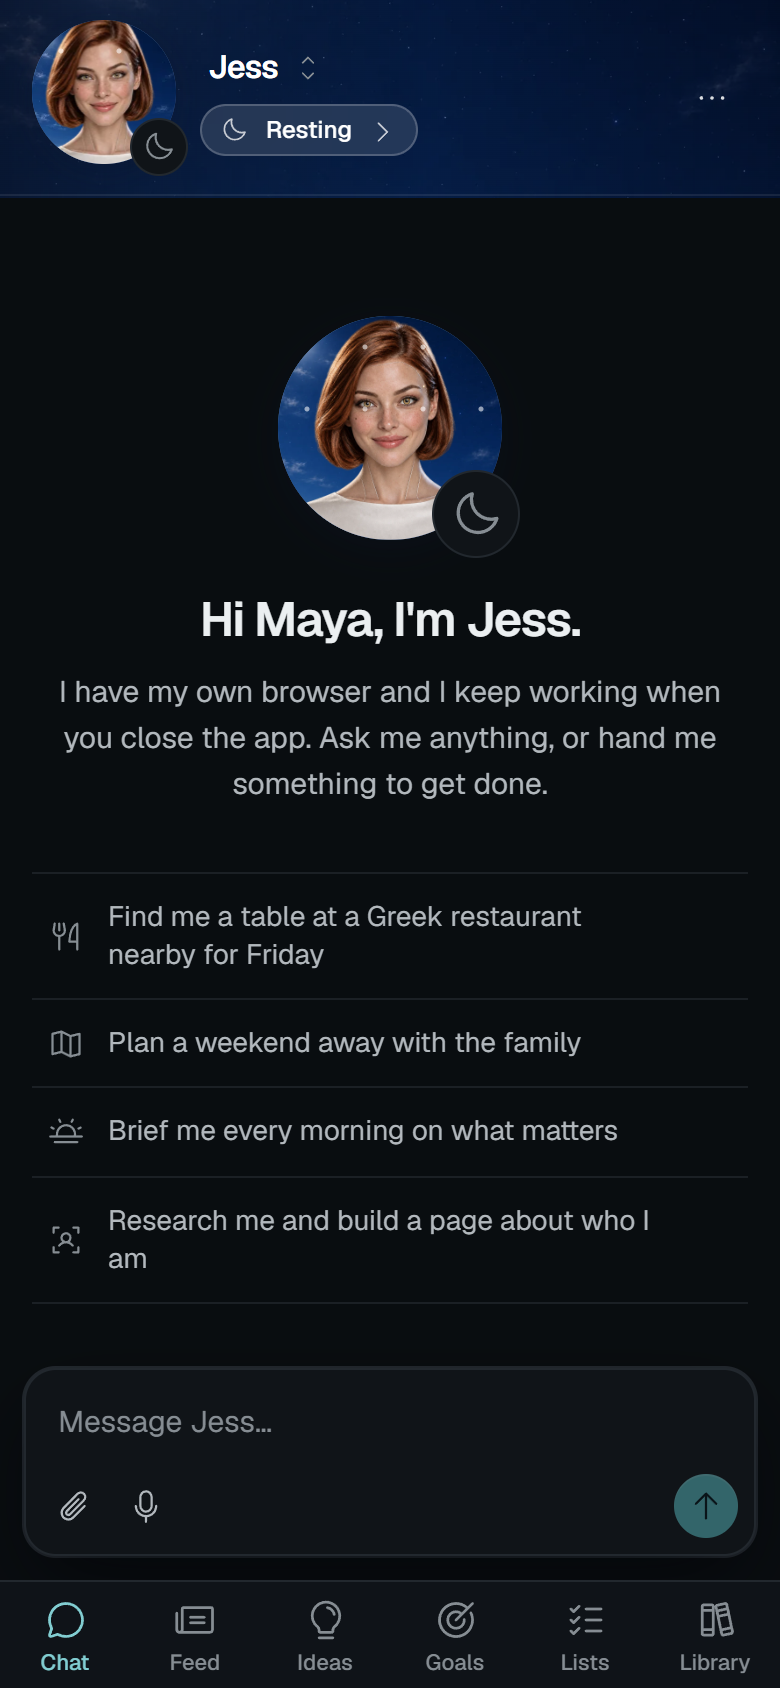 Jess
Resting
Hi Maya, I'm Jess.
I have my own browser and I keep working when
you close the app. Ask me anything, or hand me
something to get done.
Find me a table at a Greek restaurant
nearby for Friday
Plan a weekend away with the family
Brief me every morning on what matters
Research me and build a page about who I
am
Message Jess...
Chat
Feed
Ideas
Goals
Lists
Library